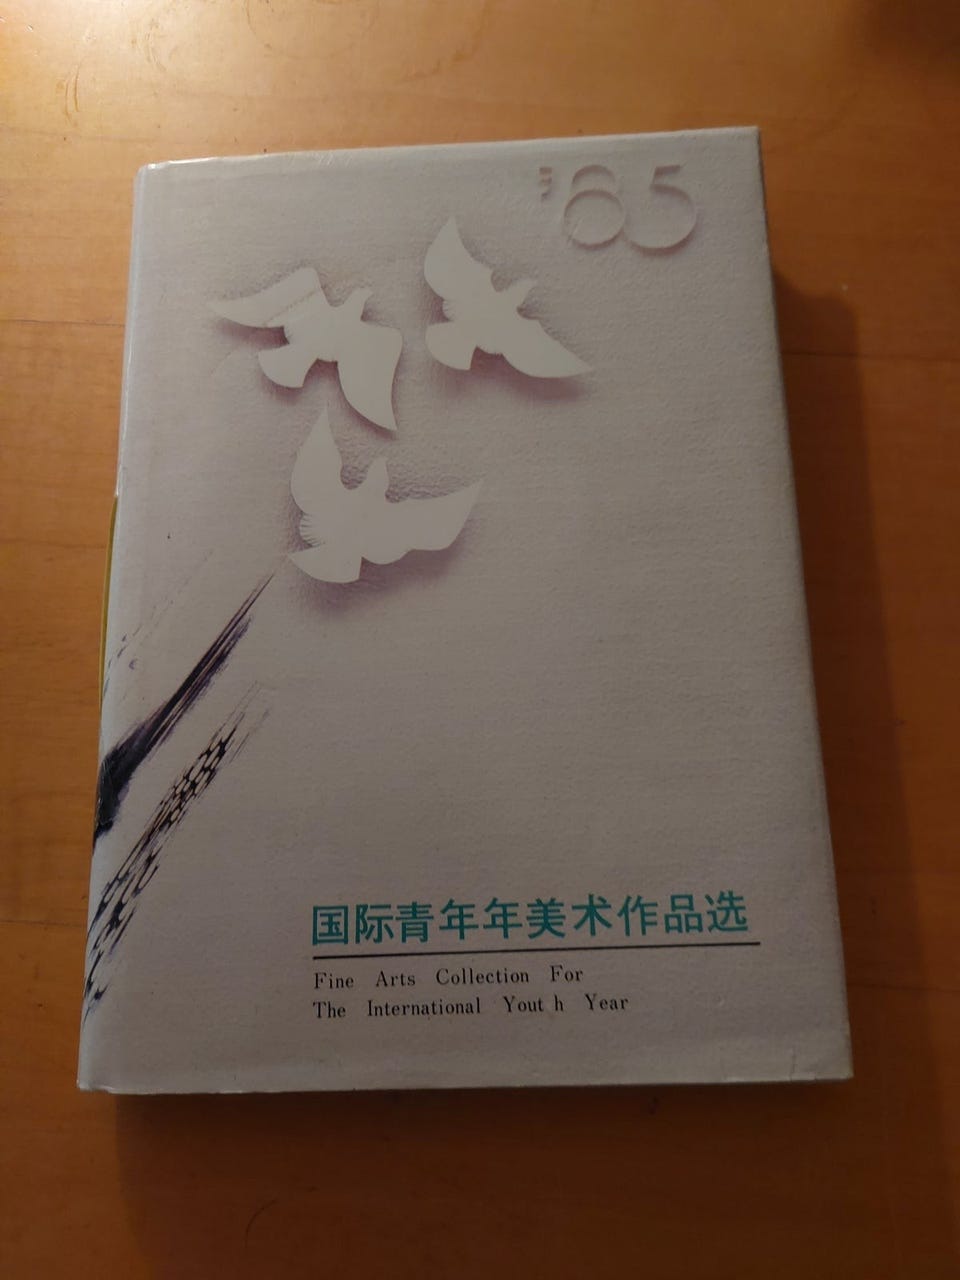 '85
国际青年年美术作品选
Fine Arts Collection For
The International Yout h Year